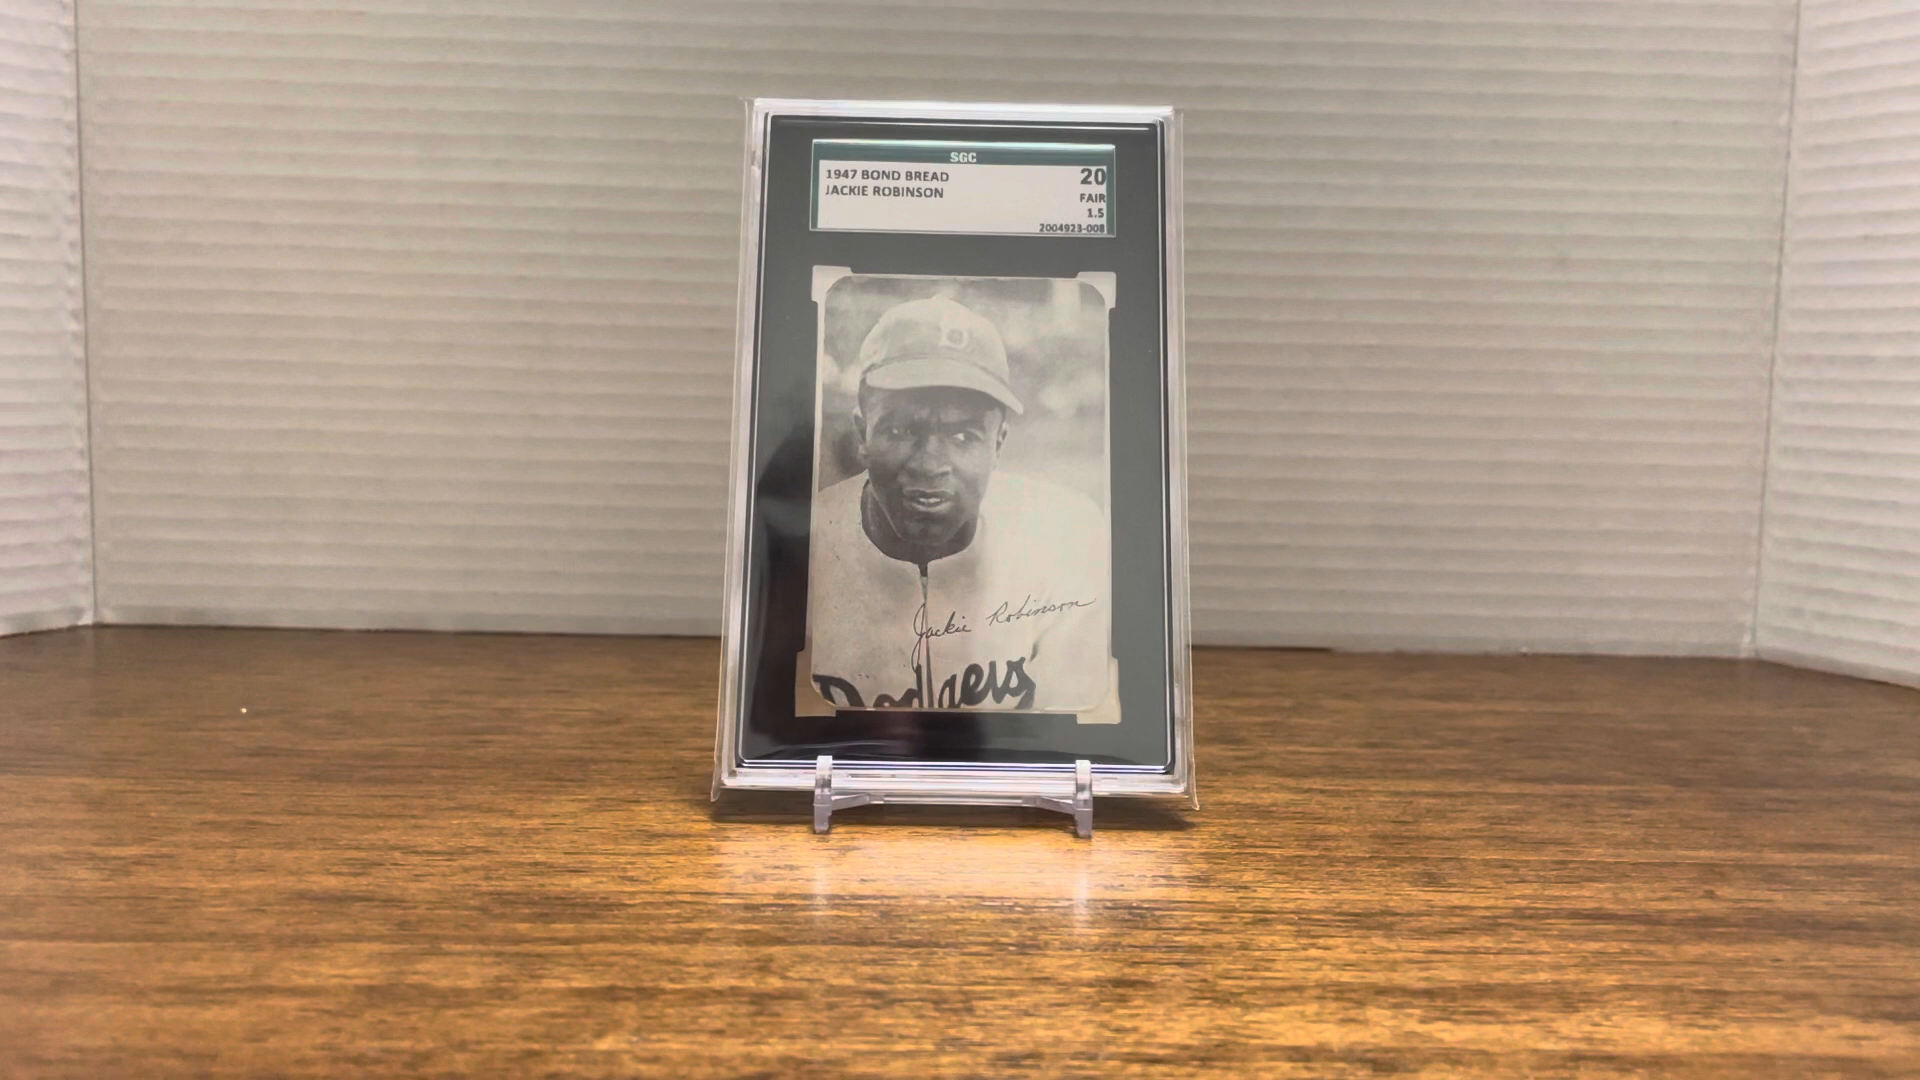 SGC
1947 BOND BREAD
JACKIE ROBINSON
20
FAIR
1.5
2004923-008
B
Jackie Robinson
Dodgers